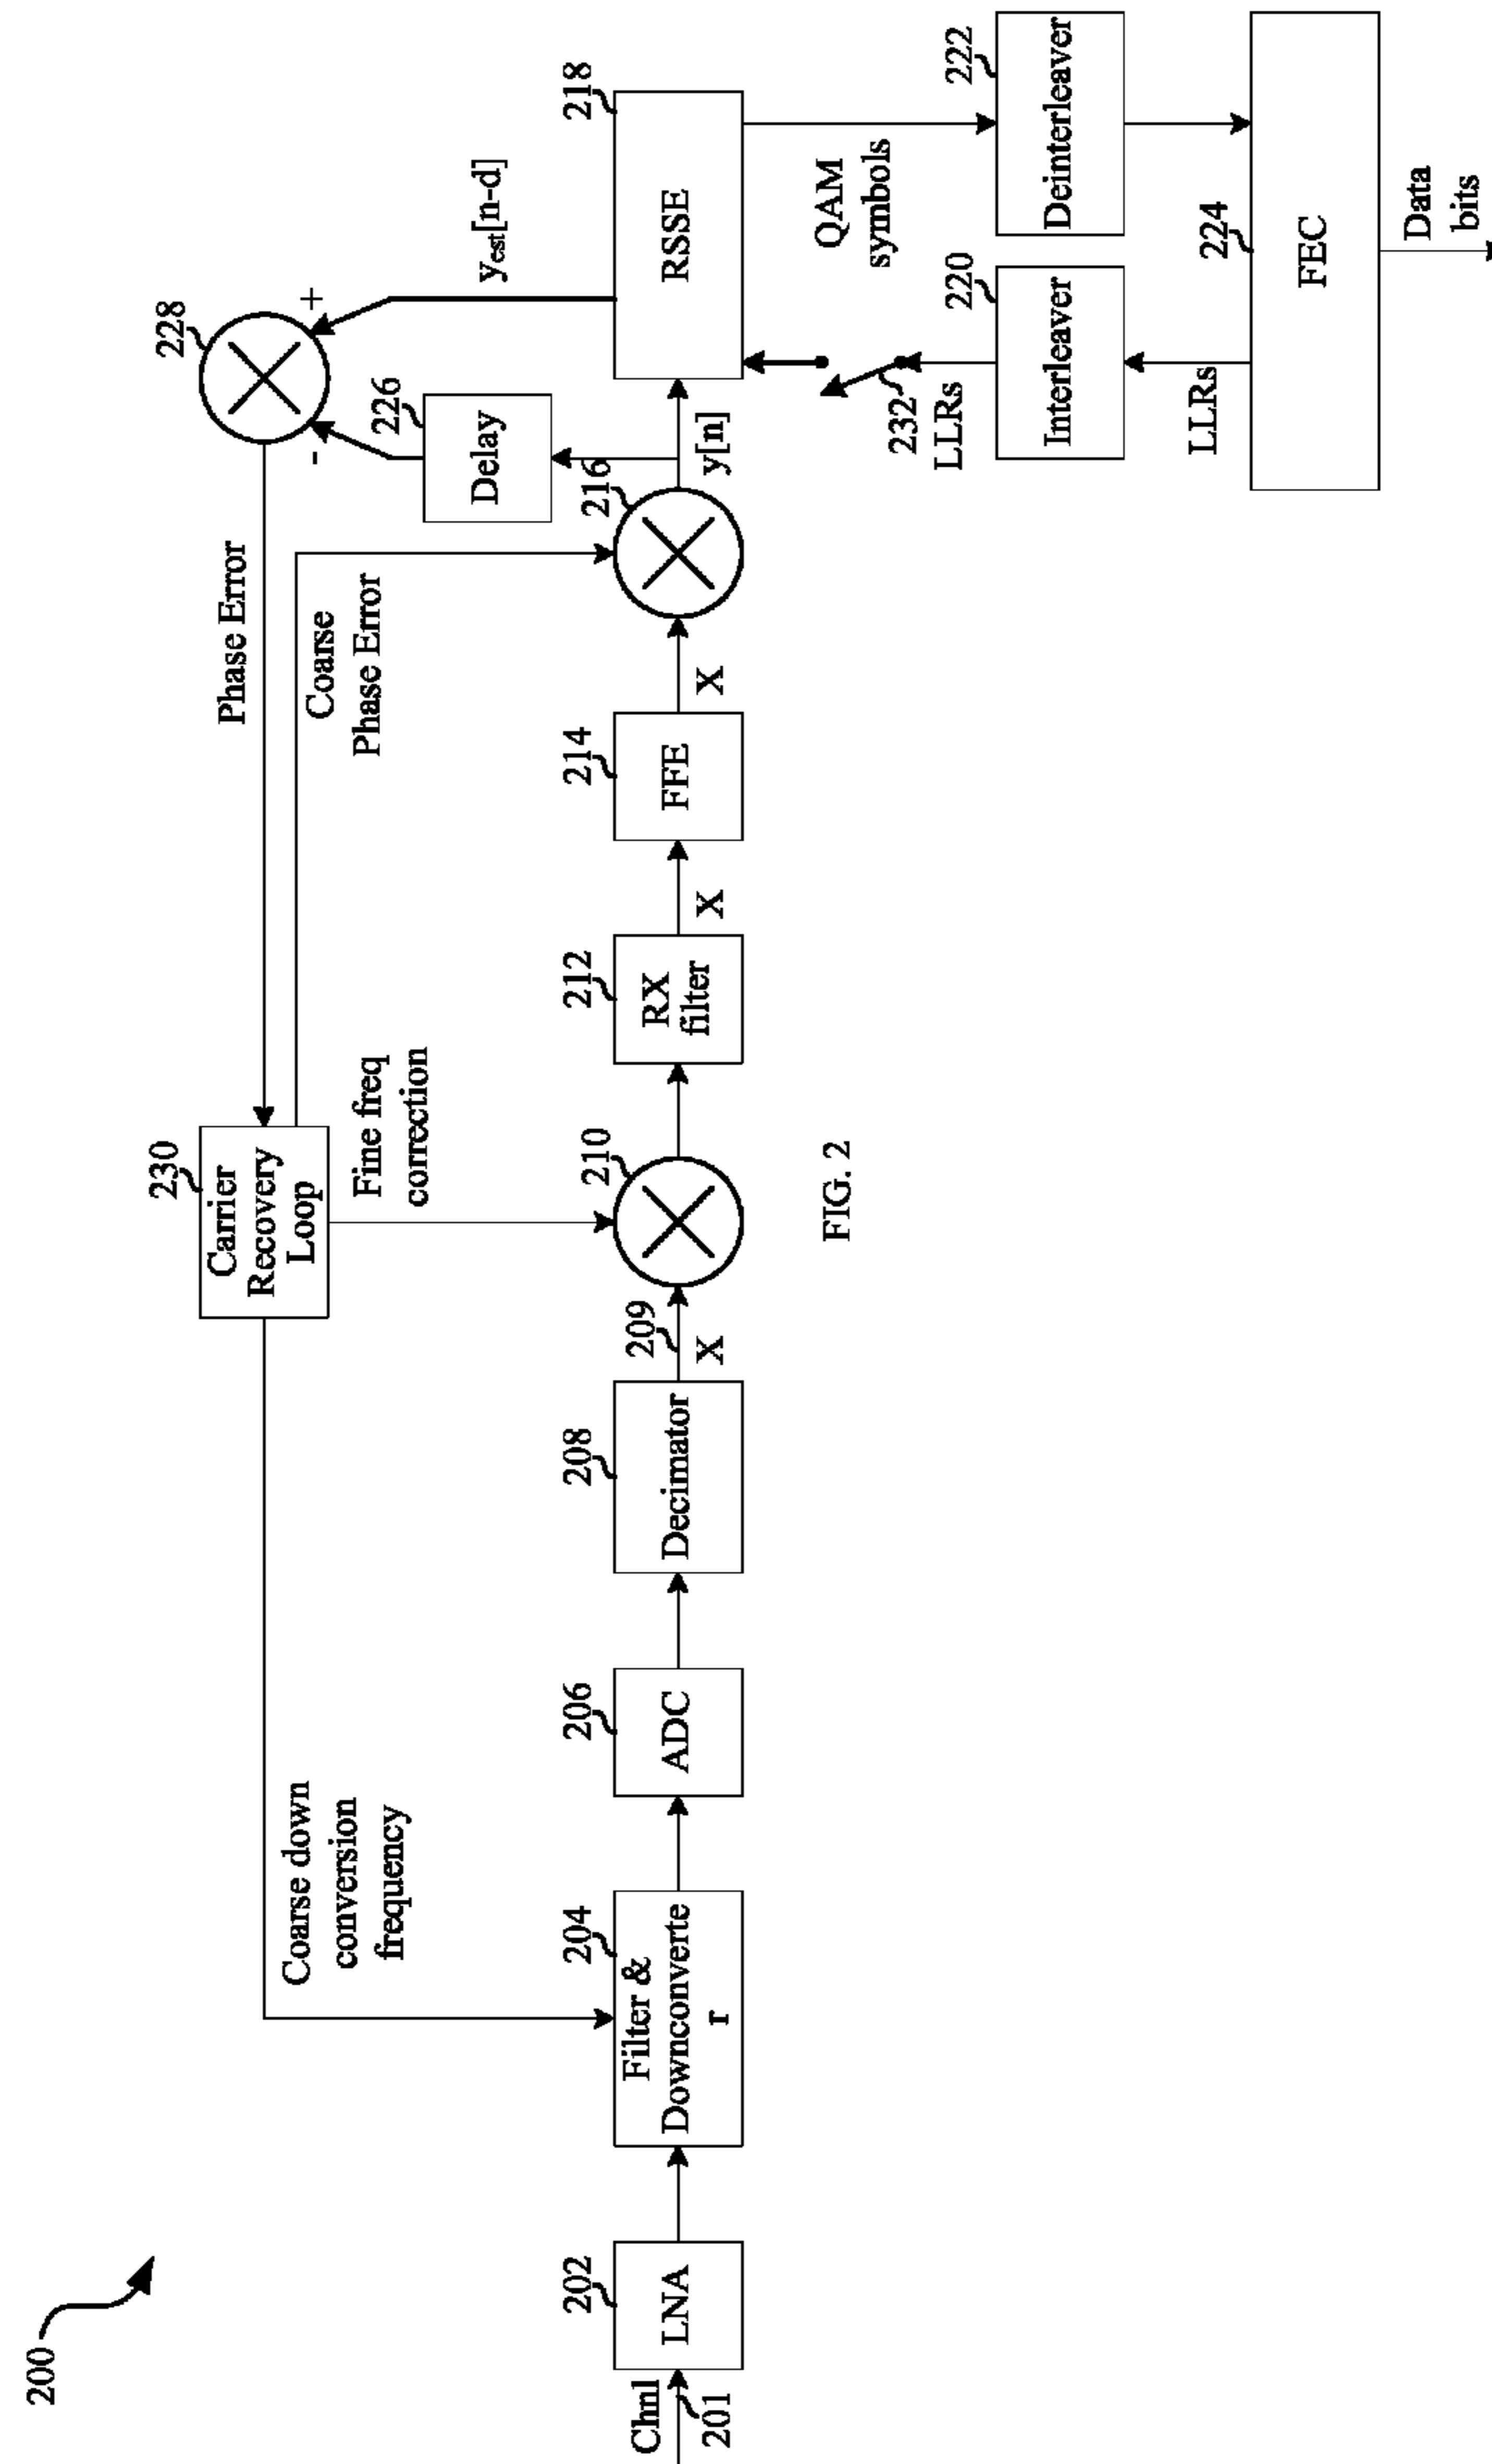 200
Chnl
201
202
LNA
204
Filter &
Downconverte
r
206
ADC
208
Decimator
209
X
210
212
RX
filter
X
214
FFE
X
216
y[n]
218
RSSE
226
Delay
228
+
-
yest[n-d]
Phase Error
Coarse
Phase Error
230
Carrier
Recovery
Loop
Fine freq
correction
Coarse down
conversion
frequency
232
LLRs
220
Interleaver
LLRs
QAM
symbols
222
Deinterleaver
224
FEC
Data
bits
FIG. 2